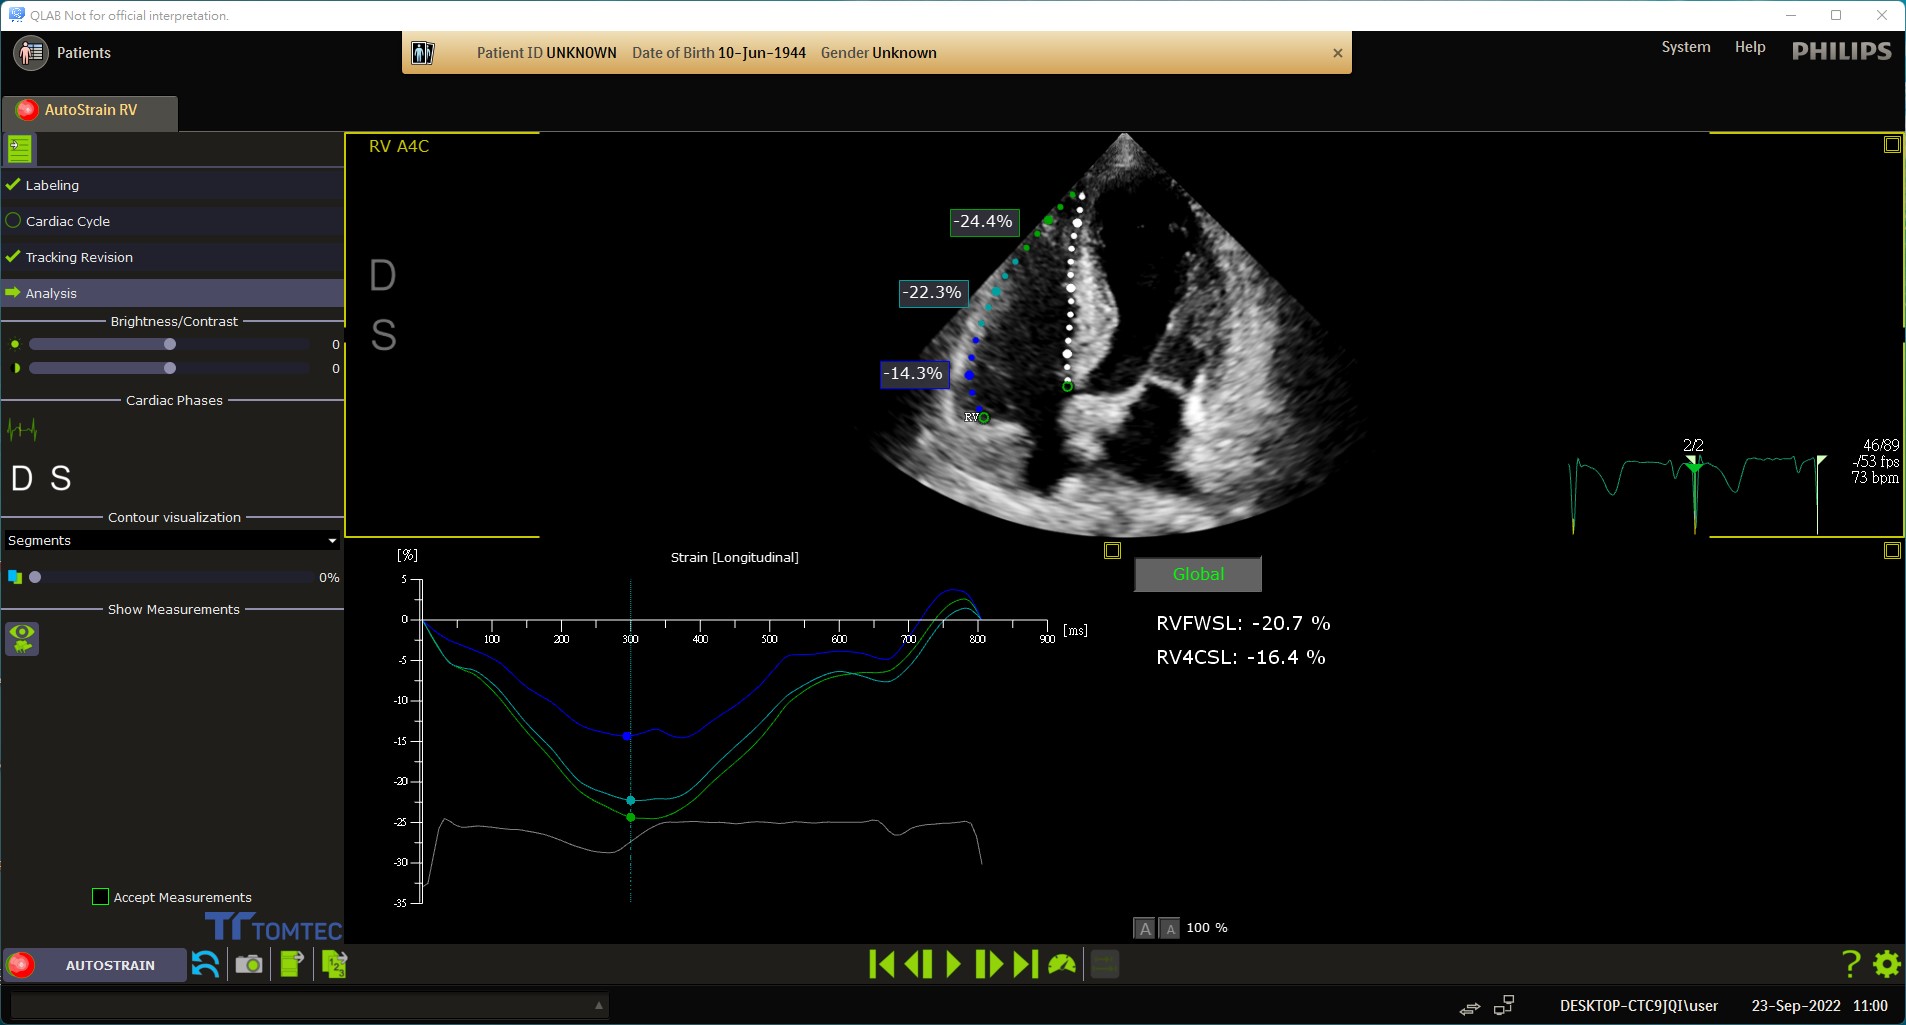 QLAB Not for official interpretation.
Patients
Patient ID UNKNOWN Date of Birth 10-Jun-1944 Gender Unknown
System Help PHILIPS
AutoStrain RV
Labeling
Cardiac Cycle
Tracking Revision
Analysis
Brightness/Contrast
0
0
Cardiac Phases
D S
Contour visualization
Segments
0%
Show Measurements
Accept Measurements
TOMTEC
RV A4C
D
S
-24.4%
-22.3%
-14.3%
RV
2/2
46/89
-/53 fps
73 bpm
[%]
Strain [Longitudinal]
5
0
-5
-10
-15
-20
-25
-30
-35
100 200 300 400 500 600 700 800 900 [ms]
Global
RVFWSL: -20.7 %
RV4CSL: -16.4 %
A A 100 %
AUTOSTRAIN
123
?
DESKTOP-CTC9JQI\user 23-Sep-2022 11:00